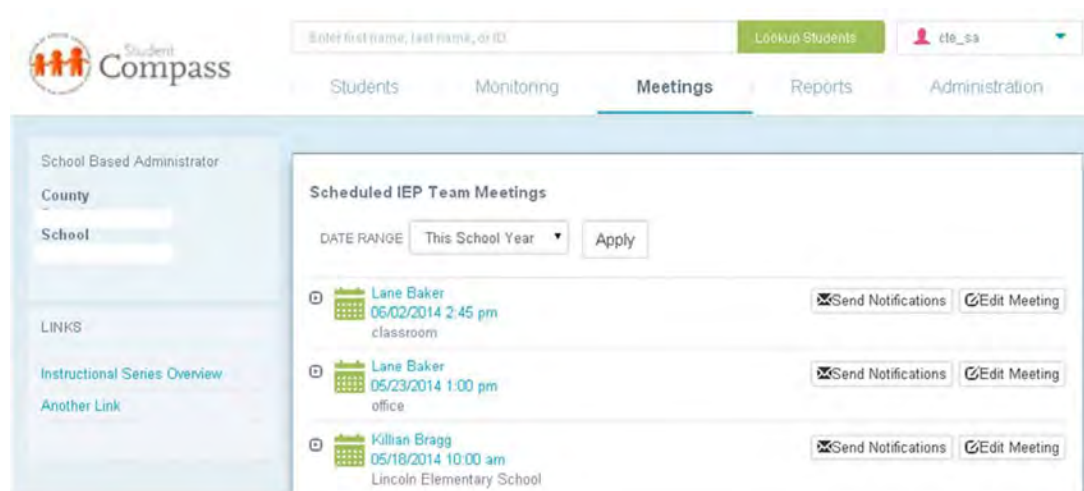 Student
Compass
Enter first name, last name, or ID
Lookup Students
cte_sa
Students Monitoring Meetings Reports Administration
School Based Administrator
County
School
LINKS
Instructional Series Overview
Another Link
Scheduled IEP Team Meetings
DATE RANGE This School Year Apply
Lane Baker
06/02/2014 2:45 pm
classroom
Send Notifications Edit Meeting
Lane Baker
05/23/2014 1:00 pm
office
Send Notifications Edit Meeting
Killian Bragg
05/18/2014 10:00 am
Lincoln Elementary School
Send Notifications Edit Meeting